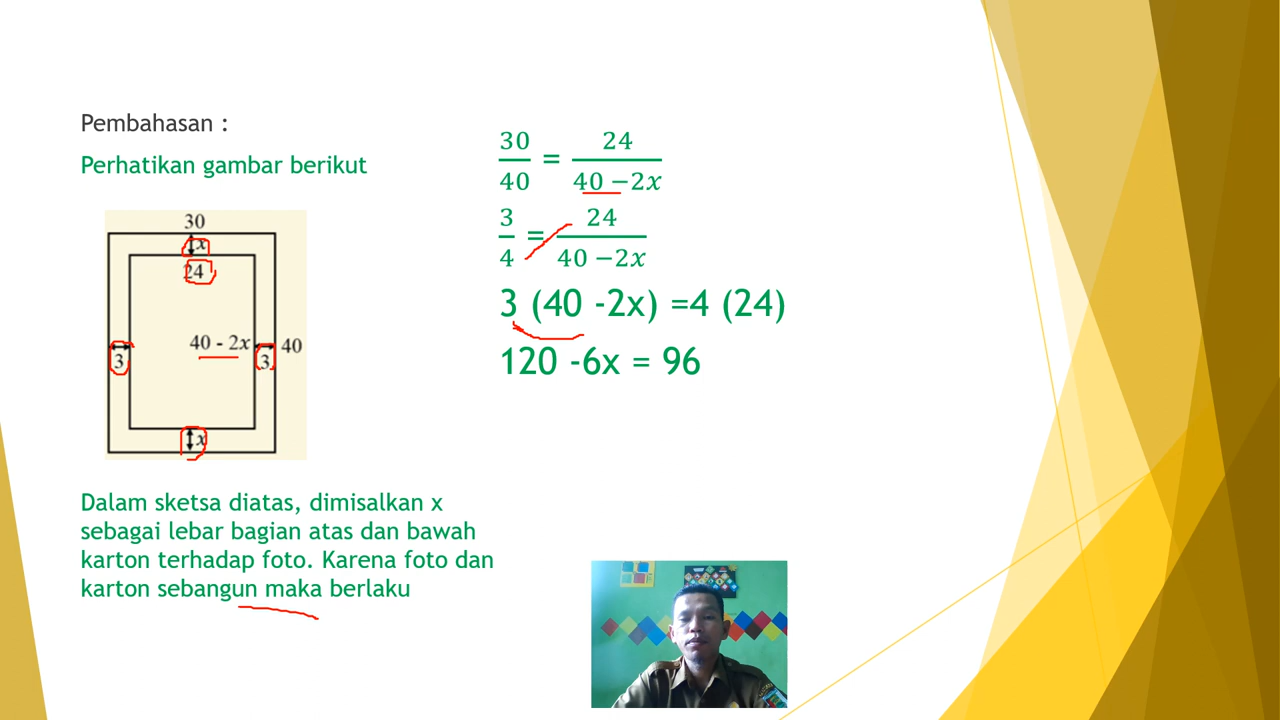 Pembahasan :
Perhatikan gambar berikut
30
x
24
40 - 2x
40
3
3
x
Dalam sketsa diatas, dimisalkan x
sebagai lebar bagian atas dan bawah
karton terhadap foto. Karena foto dan
karton sebangun maka berlaku
30/40 = 24/(40 −2x)
3/4 = 24/(40 −2x)
3 (40 -2x) =4 (24)
120 -6x = 96